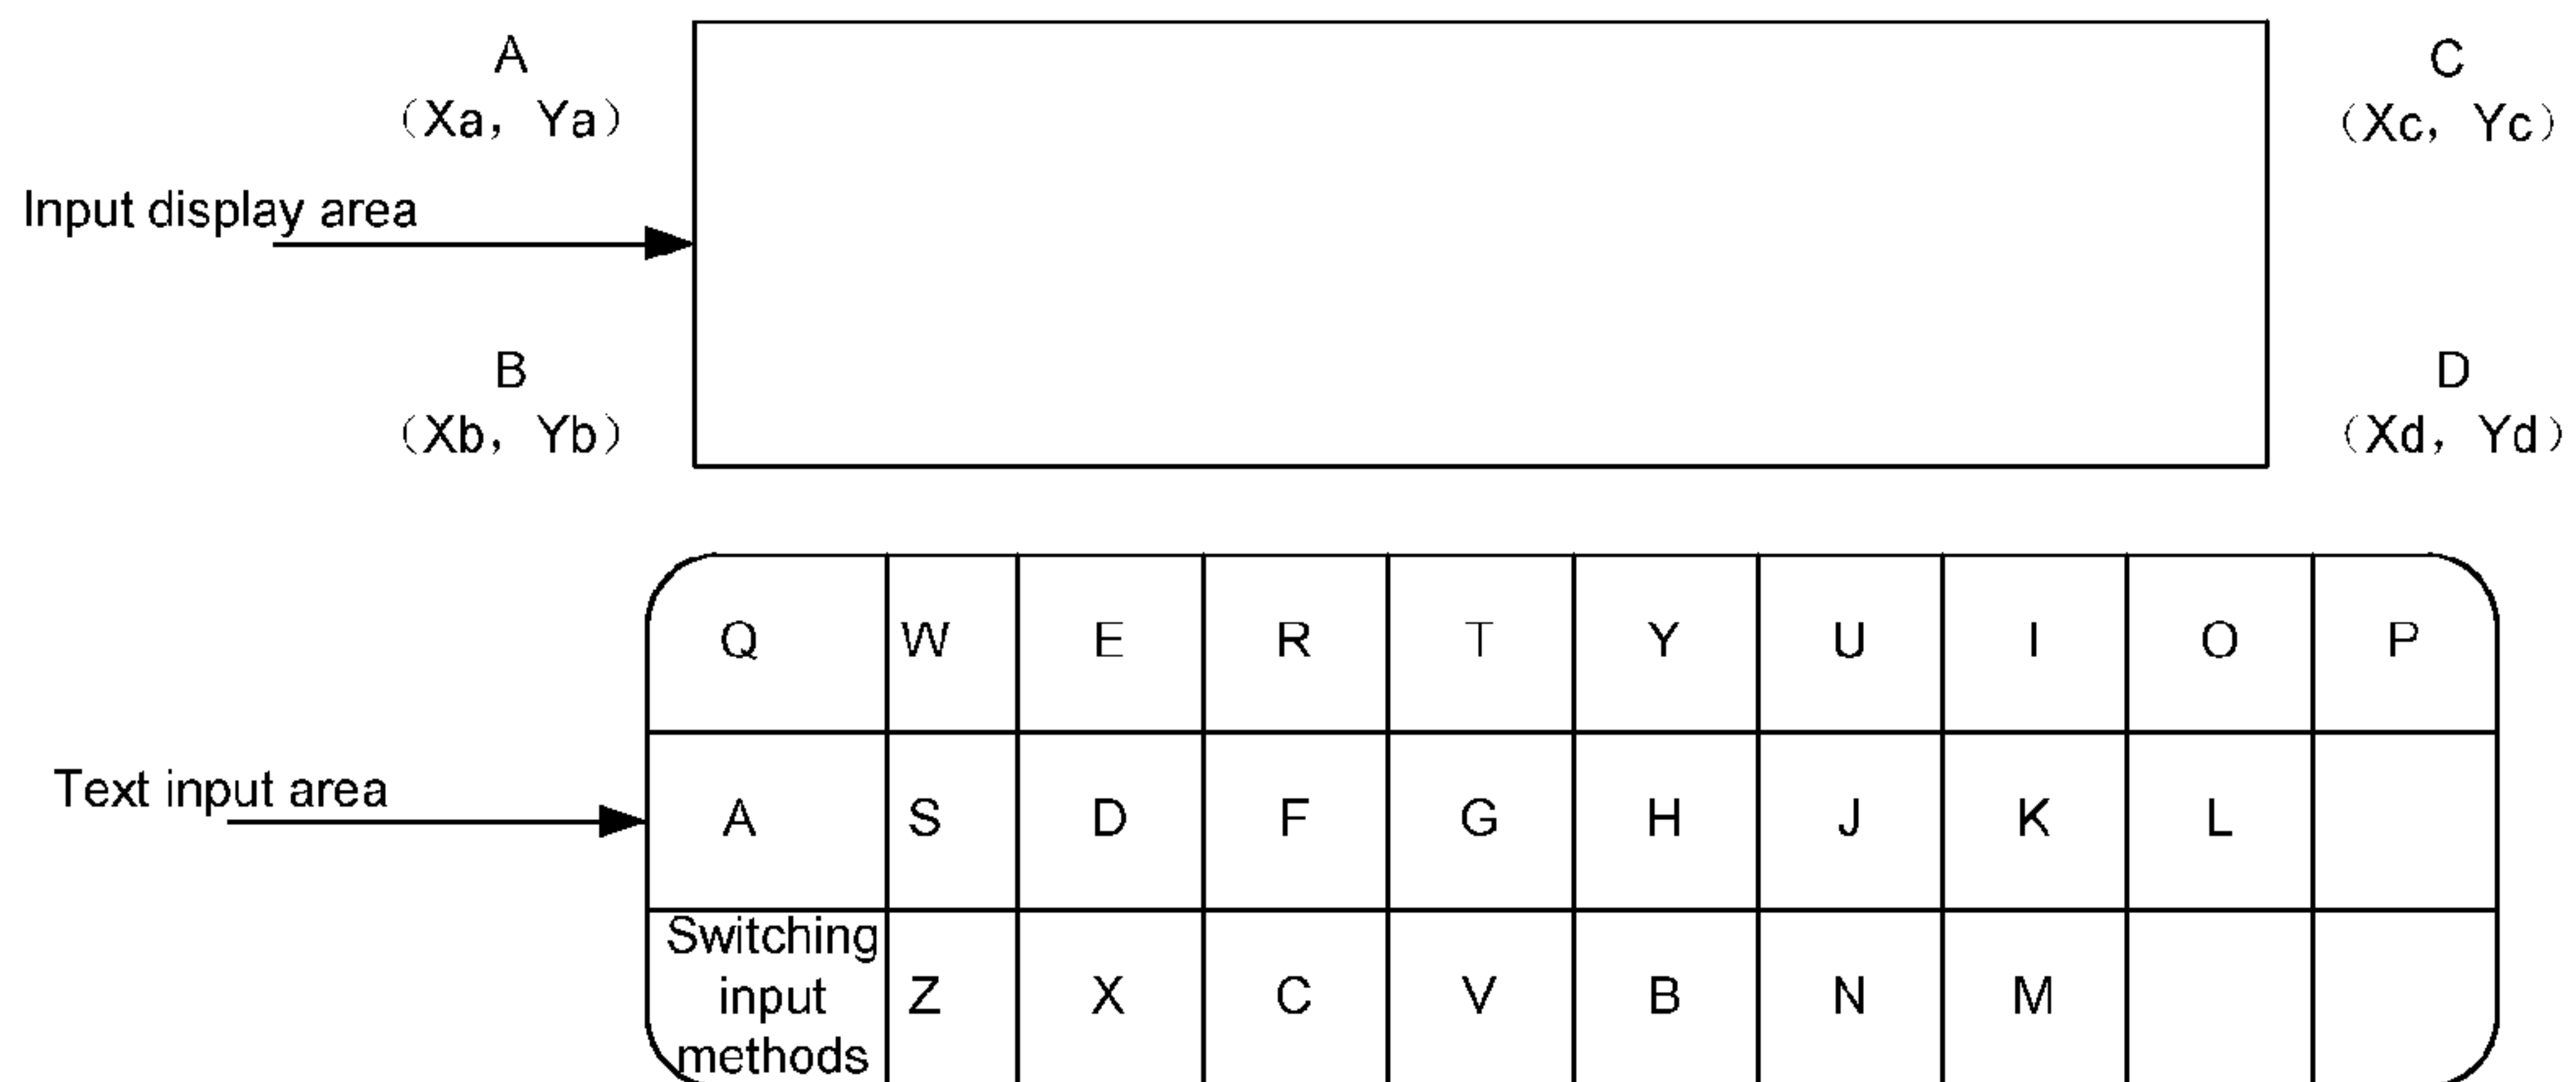 A
（Xa，Ya）
C
（Xc，Yc）
Input display area
B
（Xb，Yb）
D
（Xd，Yd）
Q W E R T Y U I O P
Text input area
A S D F G H J K L
Switching
input
methods
Z X C V B N M